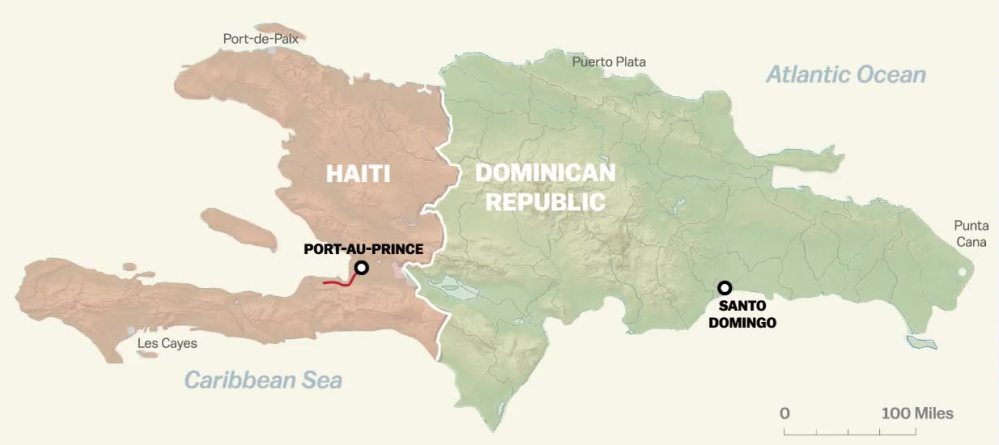 Port-de-Paix
Puerto Plata
Atlantic Ocean
HAITI
DOMINICAN
REPUBLIC
Punta
Cana
PORT-AU-PRINCE
SANTO
DOMINGO
Les Cayes
Caribbean Sea
0
100 Miles